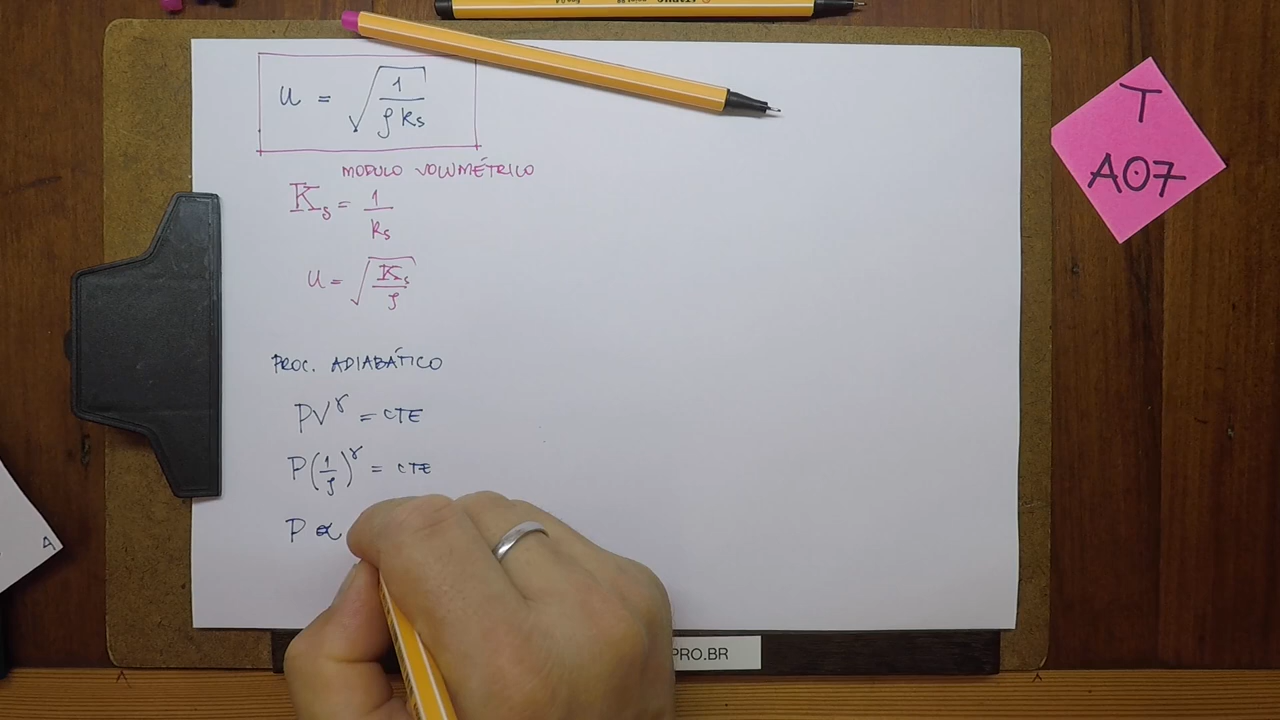 u = √(1/ρ ks)
MODULO VOLUMÉTRICO
Ks = 1/ks
u = √(Ks/ρ)
PROC. ADIABÁTICO
PV^γ = CTE
P(1/ρ)^γ = CTE
P ∝
T
A07
A
PRO.BR